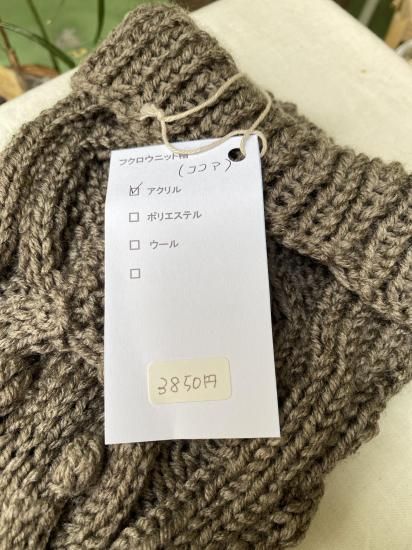 フクロウニット帽
(ココア)
☑ アクリル
☐ ポリエステル
☐ ウール
☐
3850円